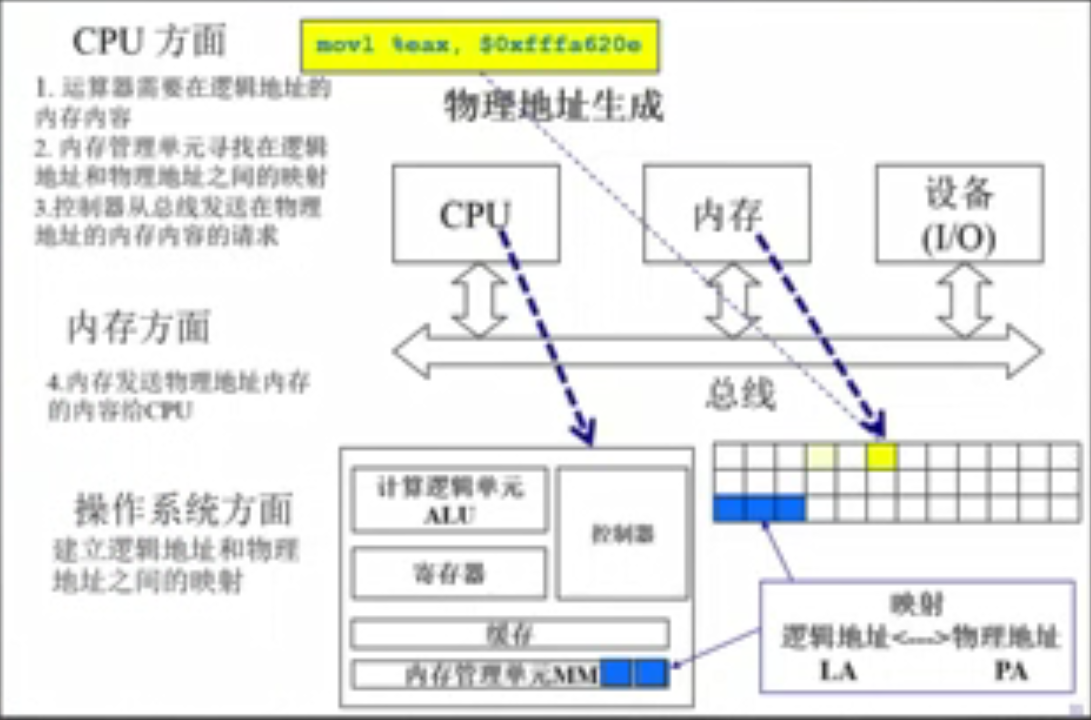 CPU 方面
movl %eax, $0xfffa620e
1. 运算器需要在逻辑地址的
内存内容
2. 内存管理单元寻找在逻辑
地址和物理地址之间的映射
3.控制器从总线发送在物理
地址的内存内容的请求
物理地址生成
CPU
内存
设备
(I/O)
总线
内存方面
4.内存发送物理地址内存
的内容给CPU
操作系统方面
建立逻辑地址和物理
地址之间的映射
计算逻辑单元
ALU
控制器
寄存器
缓存
内存管理单元MM
映射
逻辑地址<--->物理地址
LA PA